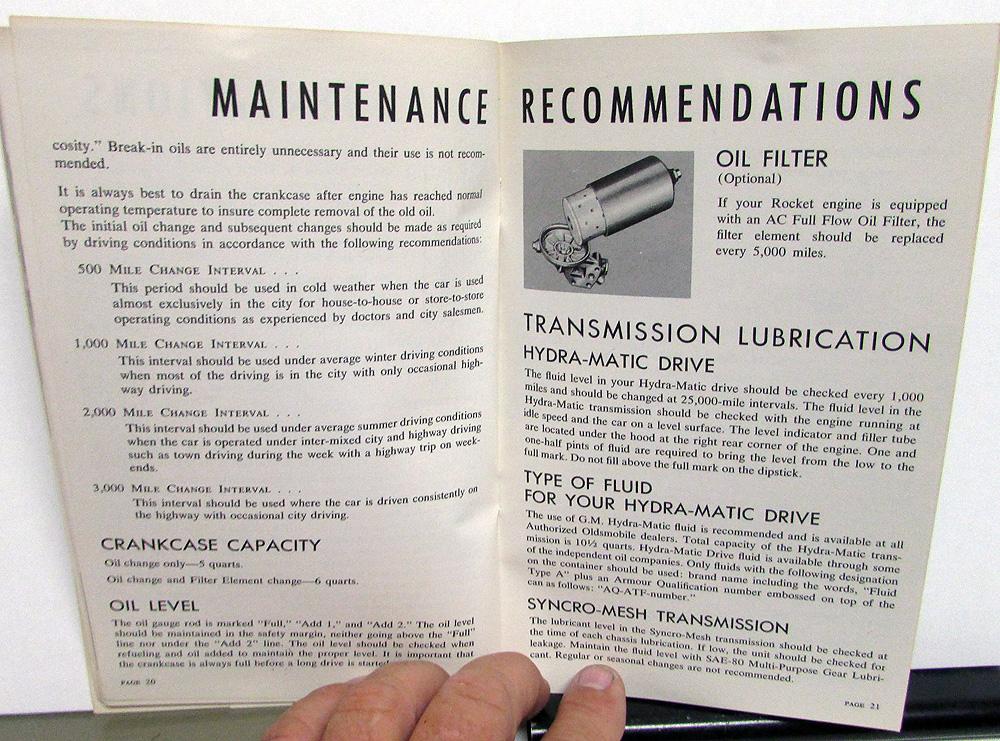 MAINTENANCE
cosity." Break-in oils are entirely unnecessary and their use is not recom-
mended.
It is always best to drain the crankcase after engine has reached normal
operating temperature to insure complete removal of the old oil.
The initial oil change and subsequent changes should be made as required
by driving conditions in accordance with the following recommendations:
500 MILE CHANGE INTERVAL . . .
This period should be used in cold weather when the car is used
almost exclusively in the city for house-to-house or store-to-store
operating conditions as experienced by doctors and city salesmen.
1,000 MILE CHANGE INTERVAL . . .
This interval should be used under average winter driving conditions
when most of the driving is in the city with only occasional high-
way driving.
2,000 MILE CHANGE INTERVAL . . .
This interval should be used under average summer driving conditions
when the car is operated under inter-mixed city and highway driving
such as town driving during the week with a highway trip on week-
ends.
3,000 MILE CHANGE INTERVAL . . .
This interval should be used where the car is driven consistently on
the highway with occasional city driving.
CRANKCASE CAPACITY
Oil change only—5 quarts.
Oil change and Filter Element change—6 quarts.
OIL LEVEL
The oil gauge rod is marked "Full," "Add 1," and "Add 2." The oil level
should be maintained in the safety margin, neither going above the "Full"
line nor under the "Add 2" line. The oil level should be checked when
refueling and oil added to maintain the proper level. It is important that
the crankcase is always full before a long drive is started
PAGE 20
RECOMMENDATIONS
OIL FILTER
(Optional)
If your Rocket engine is equipped
with an AC Full Flow Oil Filter, the
filter element should be replaced
every 5,000 miles.
TRANSMISSION LUBRICATION
HYDRA-MATIC DRIVE
The fluid level in your Hydra-Matic drive should be checked every 1,000
miles and should be changed at 25,000-mile intervals. The fluid level in the
Hydra-Matic transmission should be checked with the engine running at
idle speed and the car on a level surface. The level indicator and filler tube
are located under the hood at the right rear corner of the engine. One and
one-half pints of fluid are required to bring the level from the low to the
full mark. Do not fill above the full mark on the dipstick.
TYPE OF FLUID
FOR YOUR HYDRA-MATIC DRIVE
The use of G.M. Hydra-Matic fluid is recommended and is available at all
Authorized Oldsmobile dealers. Total capacity of the Hydra-Matic trans-
mission is 10½ quarts. Hydra-Matic Drive fluid is available through some
of the independent oil companies. Only fluids with the following designation
on the container should be used: brand name including the words, "Fluid
Type A" plus an Armour Qualification number embossed on top of the
can as follows: "AQ-ATF-number."
SYNCRO-MESH TRANSMISSION
The lubricant level in the Syncro-Mesh transmission should be checked at
the time of each chassis lubrication. If low, the unit should be checked for
leakage. Maintain the fluid level with SAE-80 Multi-Purpose Gear Lubri-
cant. Regular or seasonal changes are not recommended.
PAGE 21